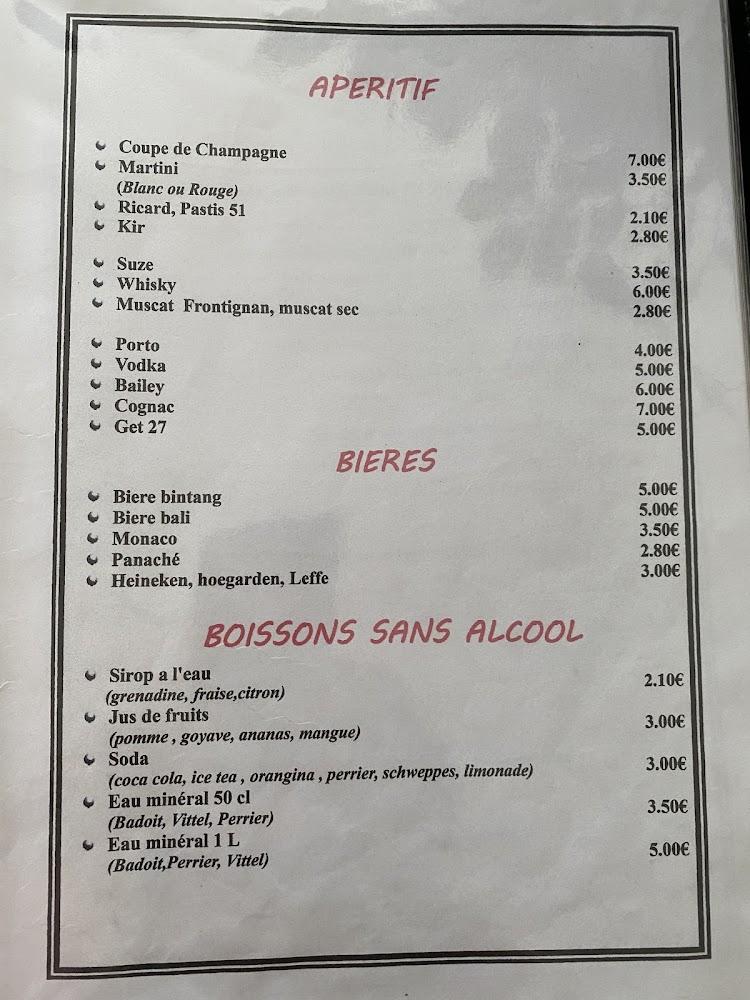 APERITIF
Coupe de Champagne 7.00€
Martini 3.50€
(Blanc ou Rouge)
Ricard, Pastis 51 2.10€
Kir 2.80€
Suze 3.50€
Whisky 6.00€
Muscat Frontignan, muscat sec 2.80€
Porto 4.00€
Vodka 5.00€
Bailey 6.00€
Cognac 7.00€
Get 27 5.00€
BIERES
Biere bintang 5.00€
Biere bali 5.00€
Monaco 3.50€
Panaché 2.80€
Heineken, hoegarden, Leffe 3.00€
BOISSONS SANS ALCOOL
Sirop a l'eau 2.10€
(grenadine, fraise,citron)
Jus de fruits 3.00€
(pomme , goyave, ananas, mangue)
Soda 3.00€
(coca cola, ice tea , orangina , perrier, schweppes, limonade)
Eau minéral 50 cl 3.50€
(Badoit, Vittel, Perrier)
Eau minéral 1 L 5.00€
(Badoit,Perrier, Vittel)